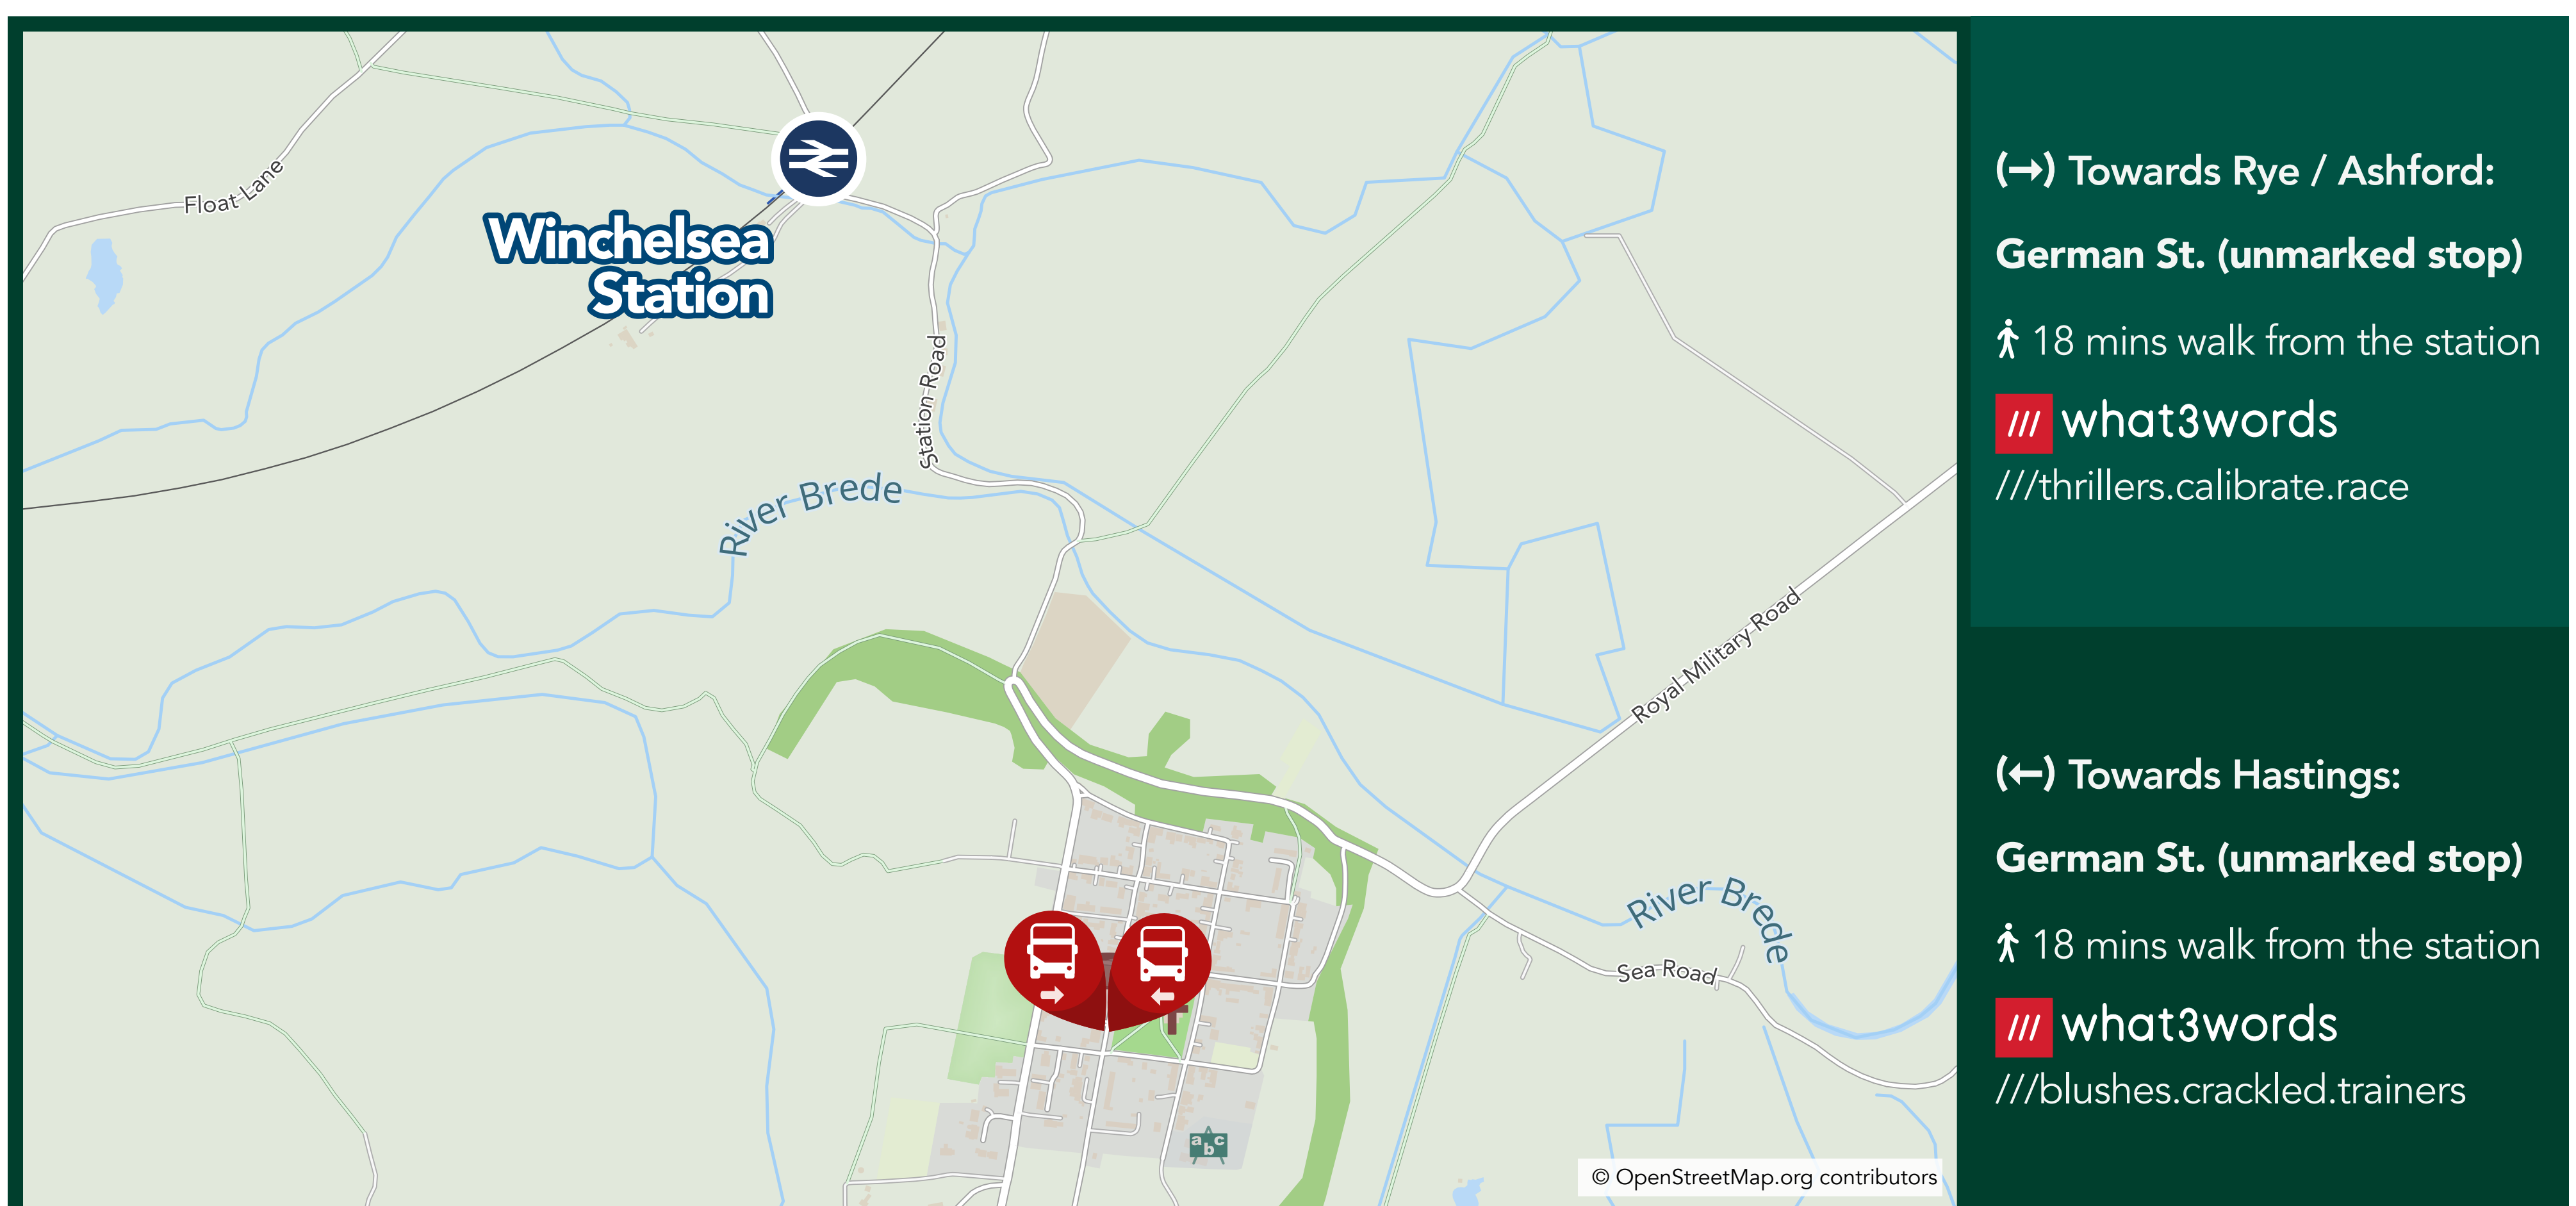 Float Lane
Winchelsea
Station
Station Road
River Brede
Royal Military Road
River Brede
Sea Road
a b c
© OpenStreetMap.org contributors
(→) Towards Rye / Ashford:
German St. (unmarked stop)
18 mins walk from the station
/// what3words
///thrillers.calibrate.race
(←) Towards Hastings:
German St. (unmarked stop)
18 mins walk from the station
/// what3words
///blushes.crackled.trainers